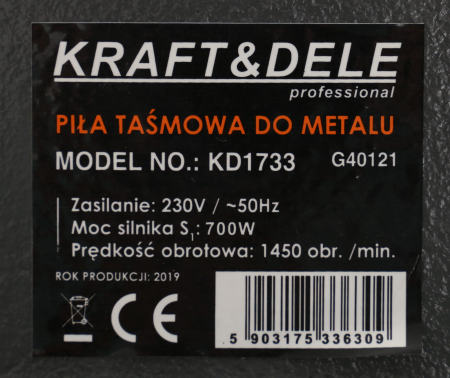 KRAFT&DELE
professional
PIŁA TAŚMOWA DO METALU
MODEL NO.: KD1733 G40121
Zasilanie: 230V / ~50Hz
Moc silnika S₁: 700W
Prędkość obrotowa: 1450 obr. /min.
ROK PRODUKCJI: 2019
CE
5 903175 336309